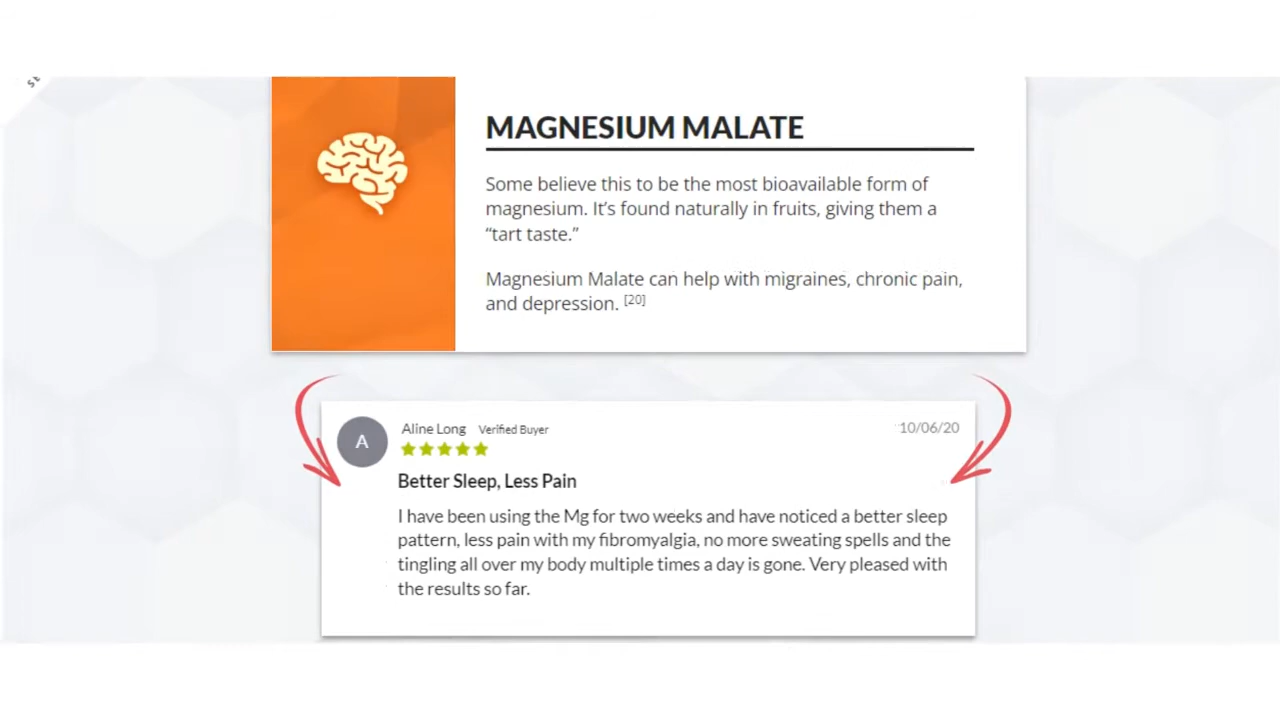 MAGNESIUM MALATE
Some believe this to be the most bioavailable form of
magnesium. It’s found naturally in fruits, giving them a
“tart taste.”
Magnesium Malate can help with migraines, chronic pain,
and depression. [20]
A
Aline Long Verified Buyer 10/06/20
Better Sleep, Less Pain
I have been using the Mg for two weeks and have noticed a better sleep
pattern, less pain with my fibromyalgia, no more sweating spells and the
tingling all over my body multiple times a day is gone. Very pleased with
the results so far.